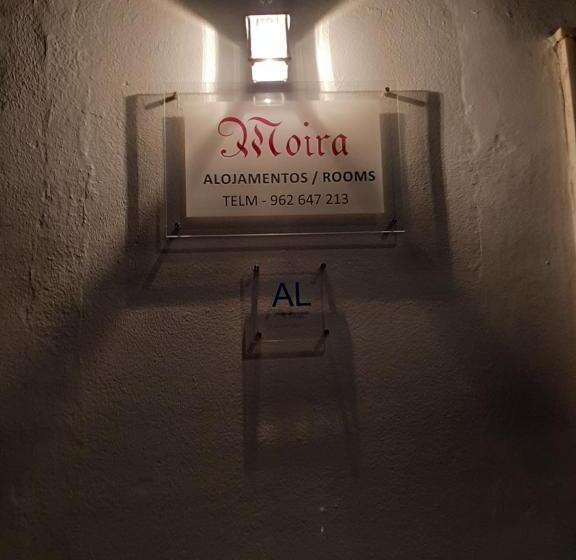 Moira
ALOJAMENTOS / ROOMS
TELM - 962 647 213
AL